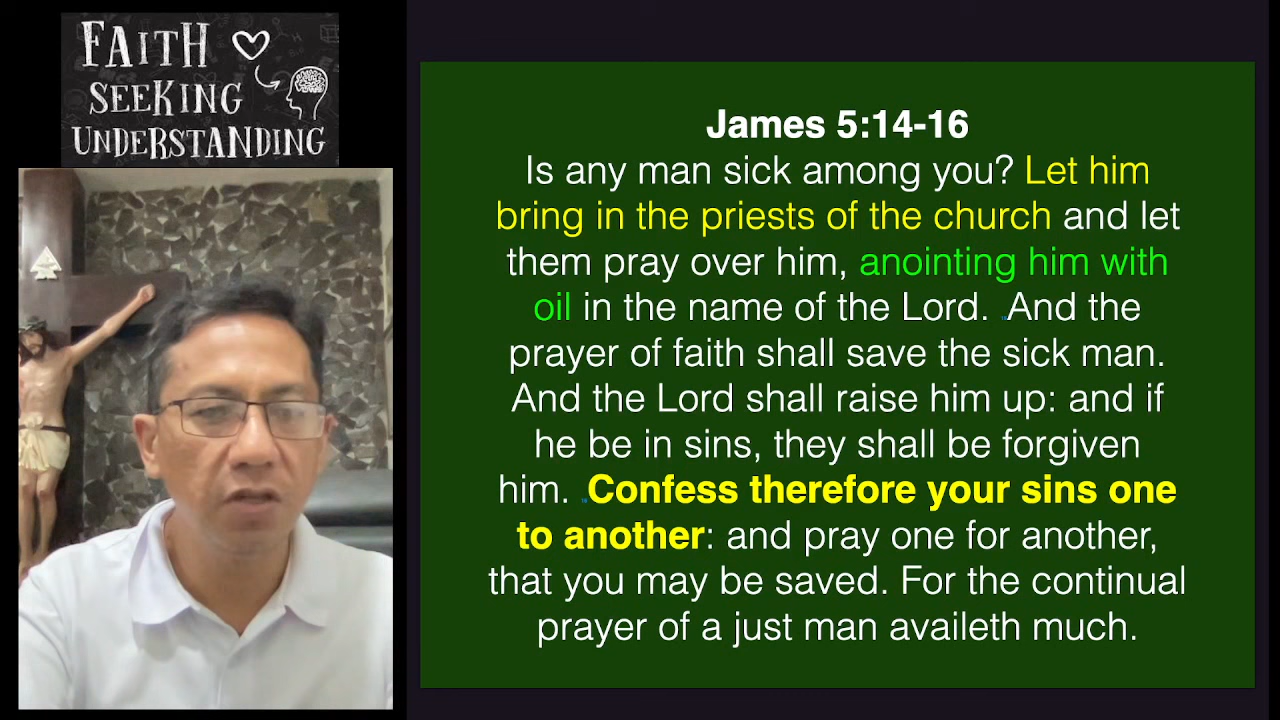 FAITH
SEEKING
UNDERSTANDING
James 5:14-16
Is any man sick among you? Let him
bring in the priests of the church and let
them pray over him, anointing him with
oil in the name of the Lord. And the
prayer of faith shall save the sick man.
And the Lord shall raise him up: and if
he be in sins, they shall be forgiven
him. Confess therefore your sins one
to another: and pray one for another,
that you may be saved. For the continual
prayer of a just man availeth much.